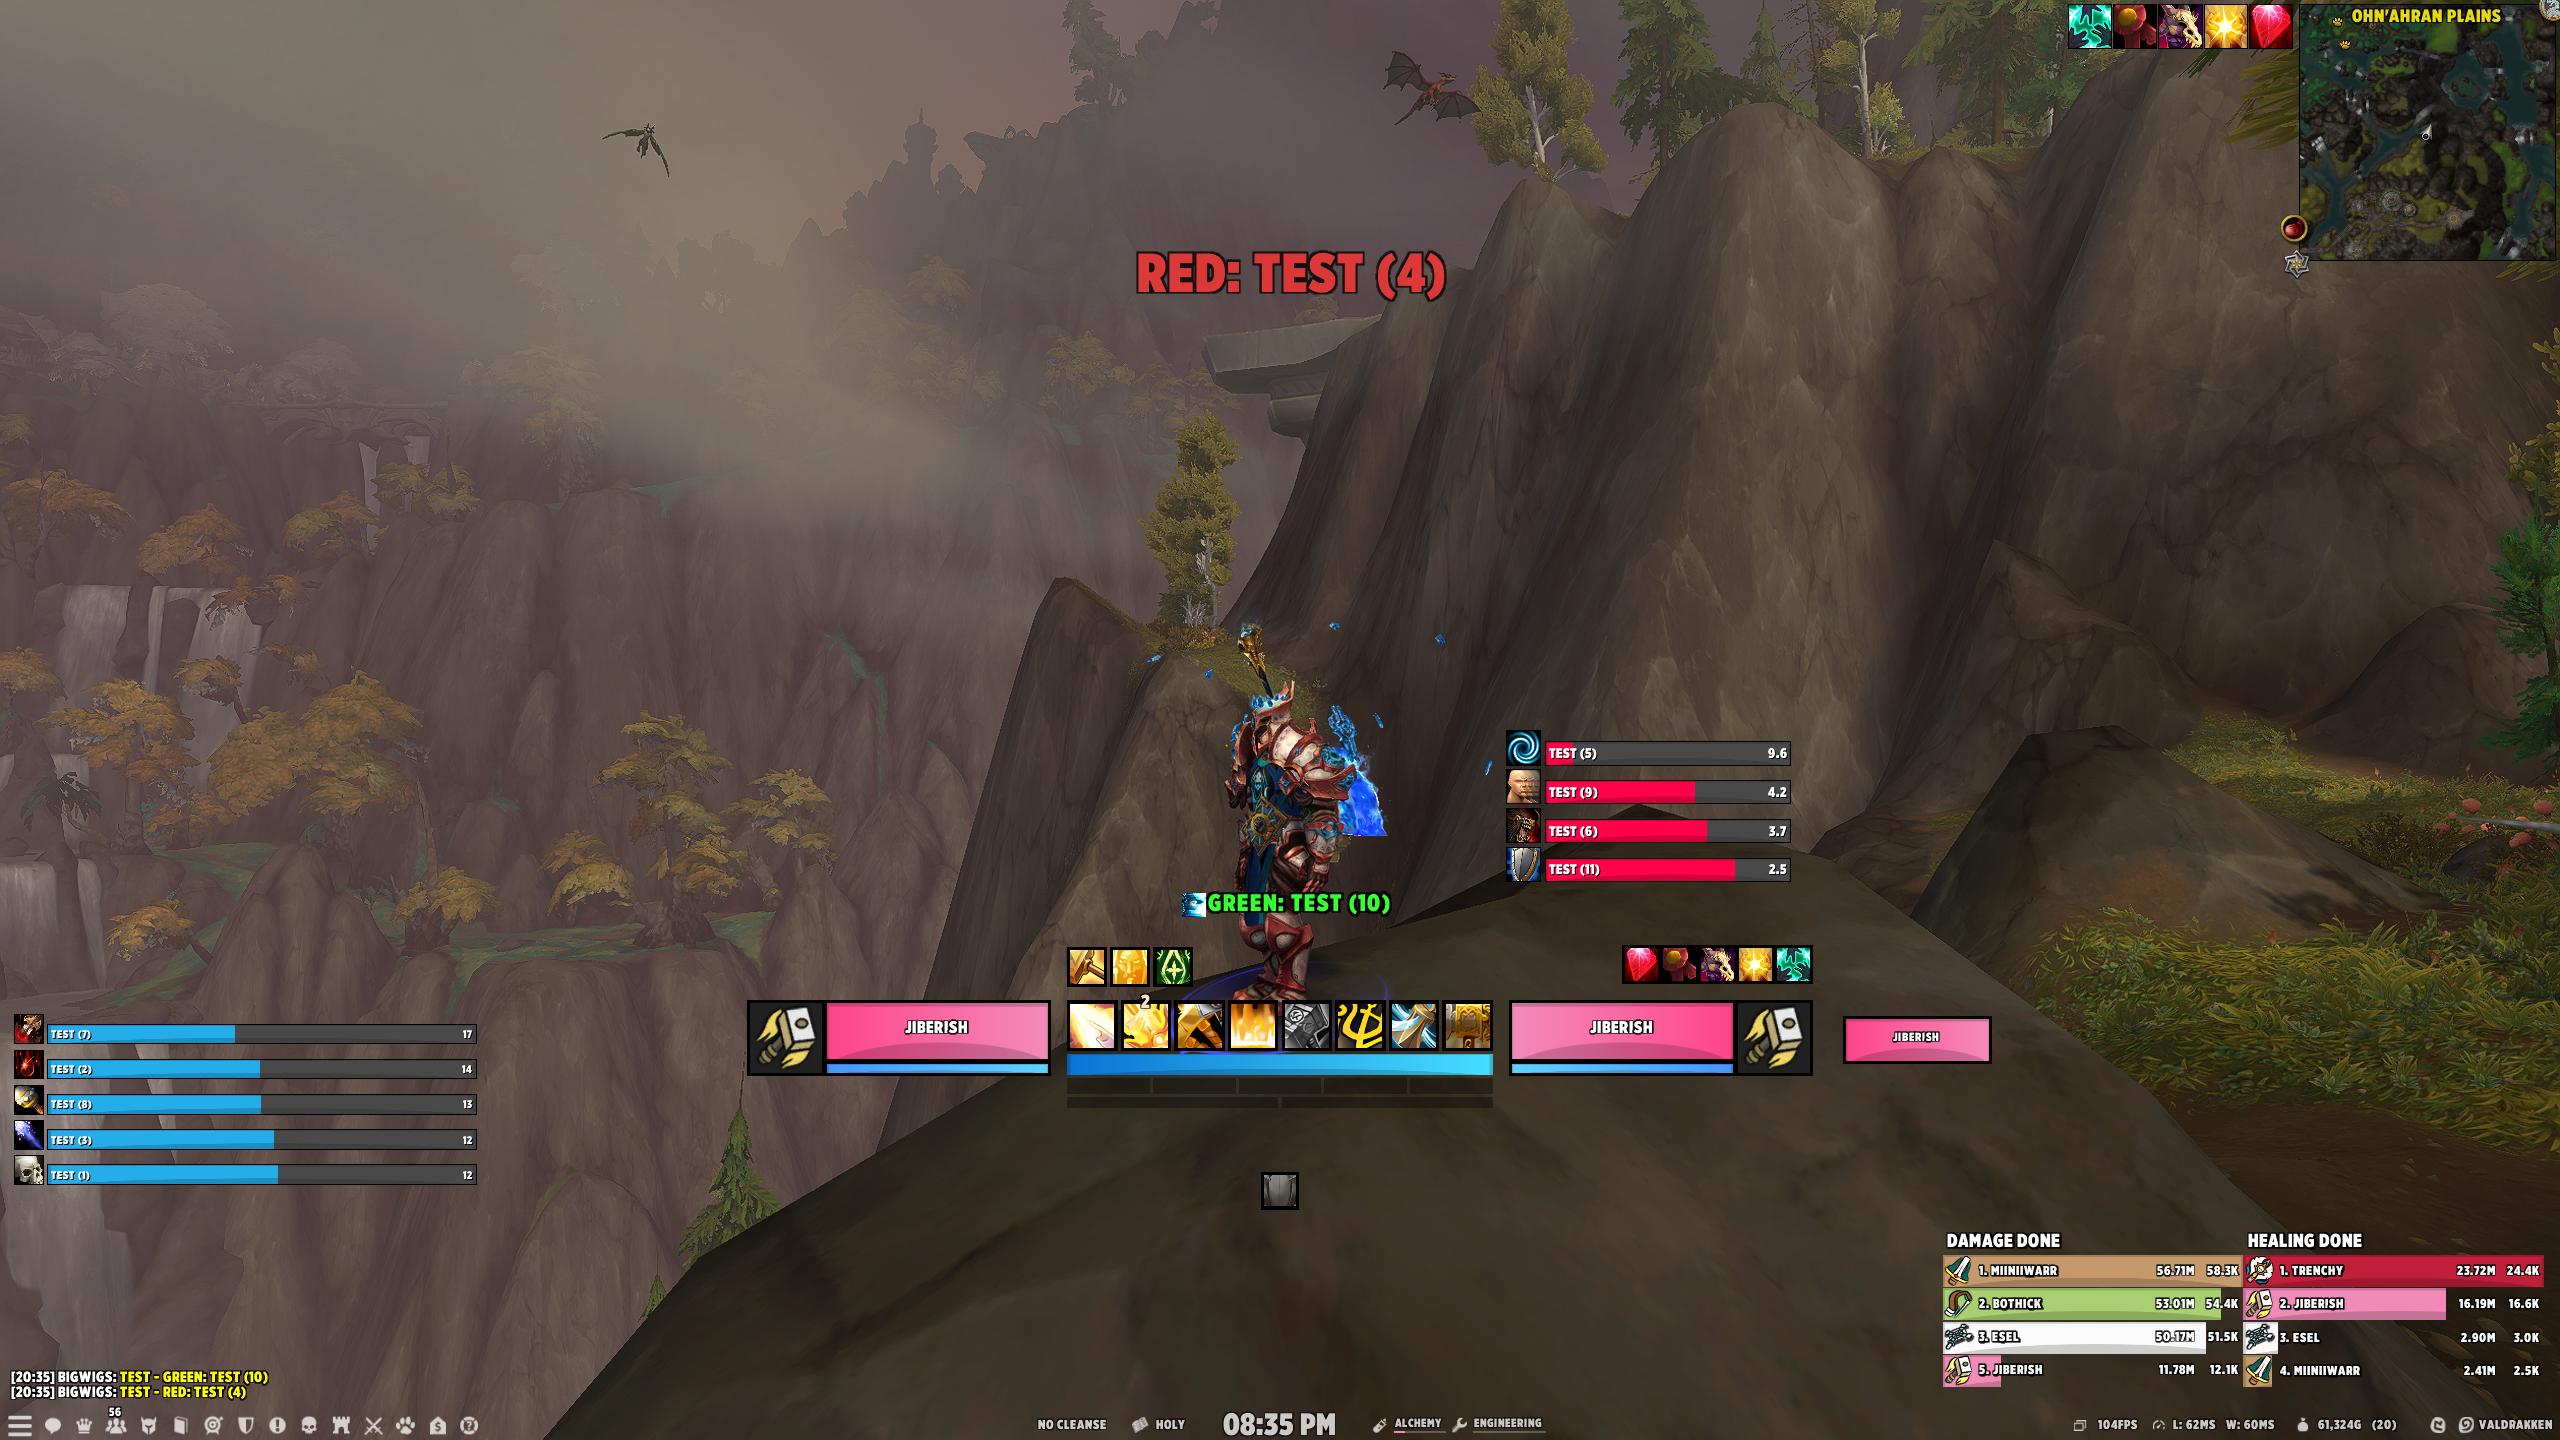 OHN'AHRAN PLAINS
RED: TEST (4)
TEST (5) 9.6
TEST (9) 4.2
TEST (6) 3.7
TEST (11) 2.5
GREEN: TEST (10)
2
JIBERISH
JIBERISH
JIBERISH
TEST (7) 17
TEST (2) 14
TEST (8) 13
TEST (3) 12
TEST (1) 12
DAMAGE DONE
1. MIINIIWARR 56.71M 58.3K
2. BOTHICK 53.01M 54.4K
3. ESEL 50.17M 51.5K
5. JIBERISH 11.78M 12.1K
HEALING DONE
1. TRENCHY 23.72M 24.4K
2. JIBERISH 16.19M 16.6K
3. ESEL 2.90M 3.0K
4. MIINIIWARR 2.41M 2.5K
[20:35] BIGWIGS: TEST - GREEN: TEST (10)
[20:35] BIGWIGS: TEST - RED: TEST (4)
56
NO CLEANSE HOLY 08:35 PM ALCHEMY ENGINEERING
104FPS L: 62MS W: 60MS 61,324G (20) VALDRAKKEN